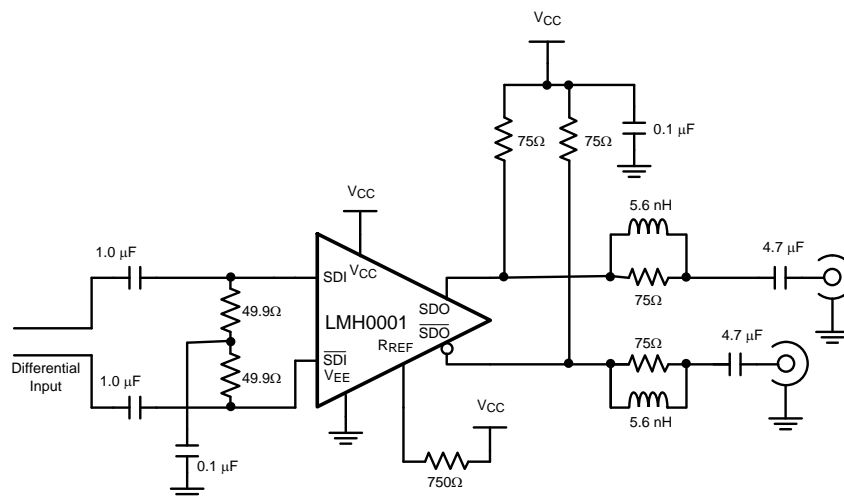 VCC
75Ω
75Ω
0.1 µF
VCC
5.6 nH
1.0 µF
4.7 µF
VCC
SDI
SDO
75Ω
49.9Ω
LMH0001
SDO
75Ω
4.7 µF
RREF
SDI
VEE
Differential
Input
49.9Ω
1.0 µF
VCC
5.6 nH
0.1 µF
750Ω